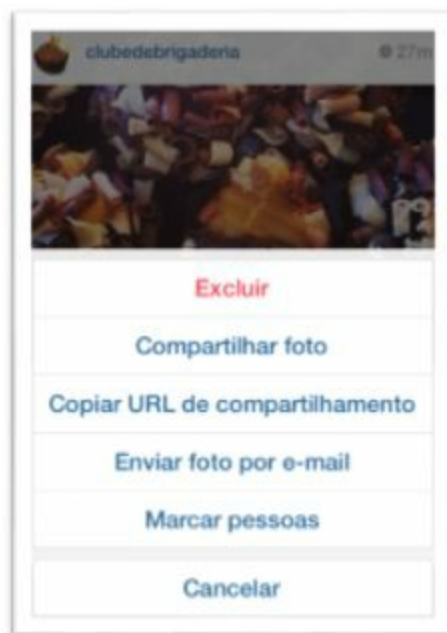 clubedebrigaderia
27m
Excluir
Compartilhar foto
Copiar URL de compartilhamento
Enviar foto por e-mail
Marcar pessoas
Cancelar